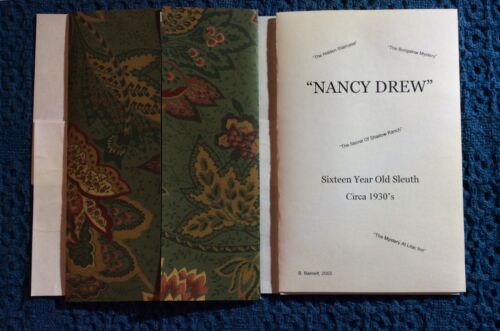 "The Hidden Staircase"
"The Bungalow Mystery"
"NANCY DREW"
"The Secret Of Shadow Ranch"
Sixteen Year Old Sleuth
Circa 1930's
"The Mystery At Lilac Inn"
B. Barnett, 2003